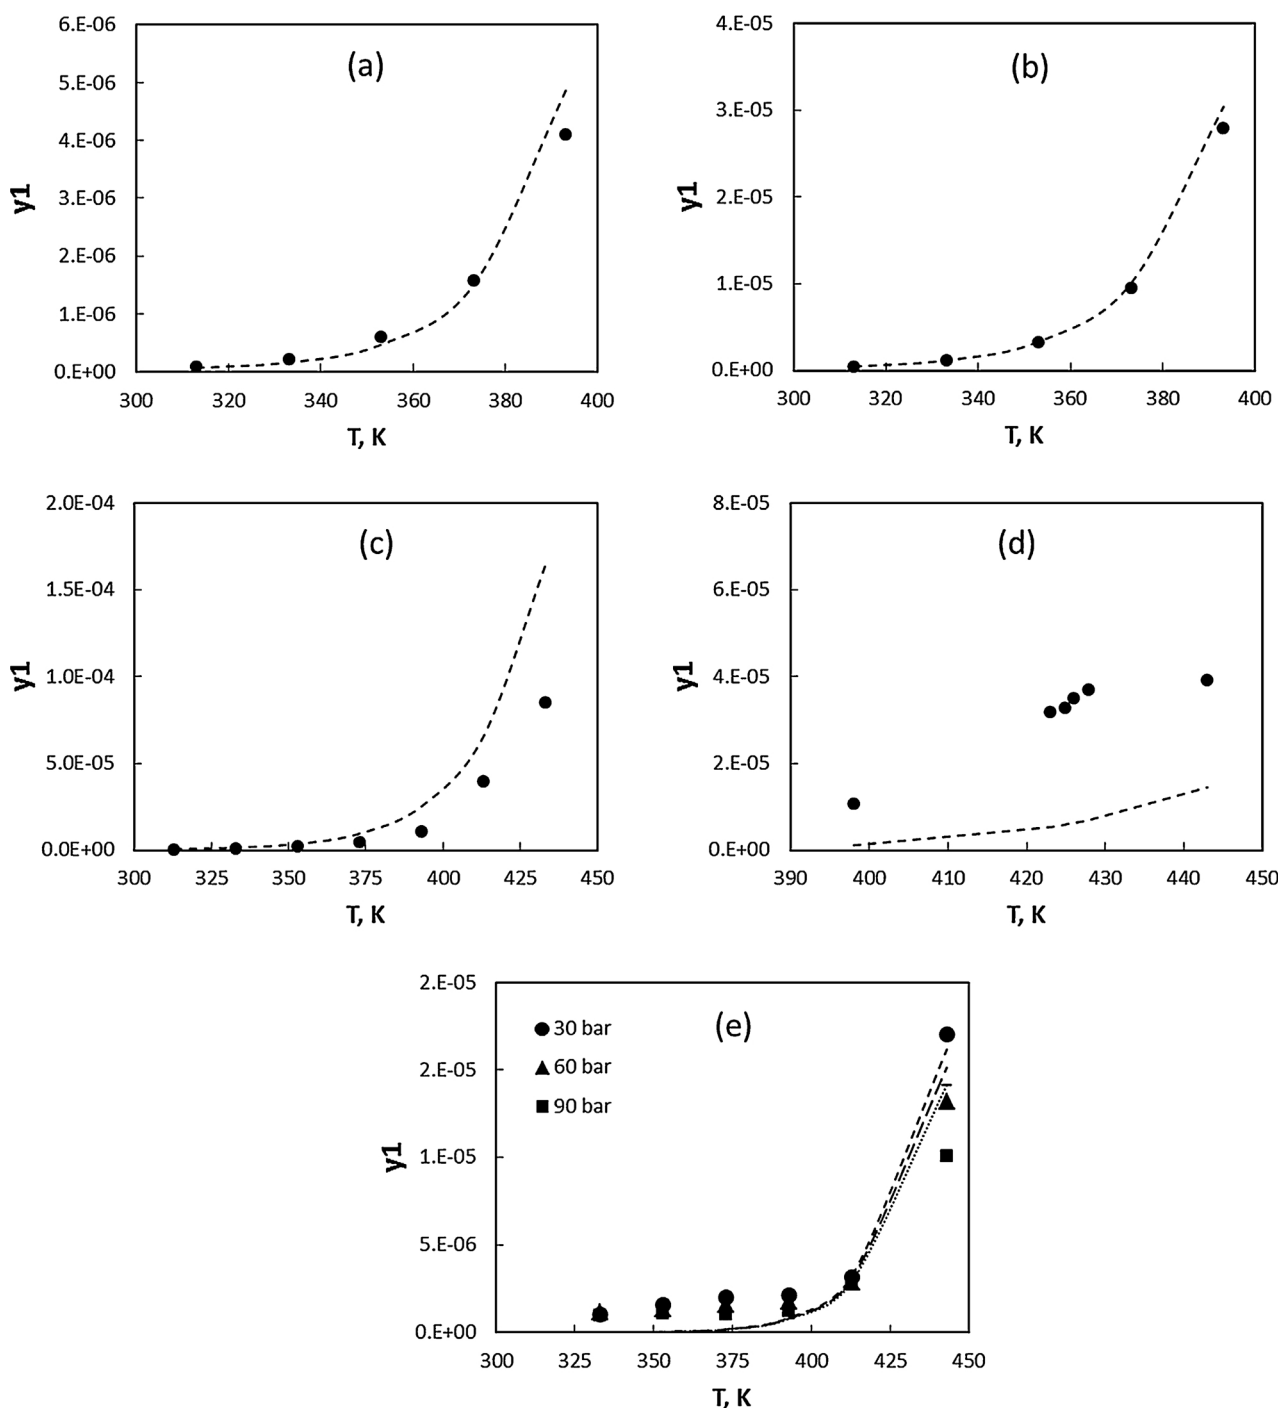 6.E-06
(a)
5.E-06
4.E-06
3.E-06
2.E-06
1.E-06
0.E+00
y1
300 320 340 360 380 400
T, K
4.E-05
(b)
3.E-05
2.E-05
1.E-05
0.E+00
y1
300 320 340 360 380 400
T, K
2.0E-04
(c)
1.5E-04
1.0E-04
5.0E-05
0.0E+00
y1
300 325 350 375 400 425 450
T, K
8.E-05
(d)
6.E-05
4.E-05
2.E-05
0.E+00
y1
390 400 410 420 430 440 450
T, K
2.E-05
(e)
30 bar
60 bar
90 bar
2.E-05
1.E-05
5.E-06
0.E+00
y1
300 325 350 375 400 425 450
T, K